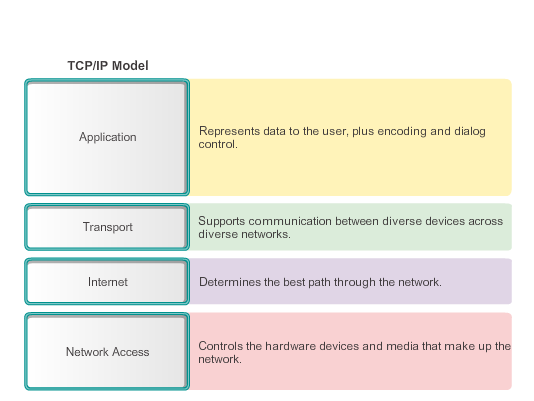 TCP/IP Model
Application
Represents data to the user, plus encoding and dialog
control.
Transport
Supports communication between diverse devices across
diverse networks.
Internet
Determines the best path through the network.
Network Access
Controls the hardware devices and media that make up the
network.